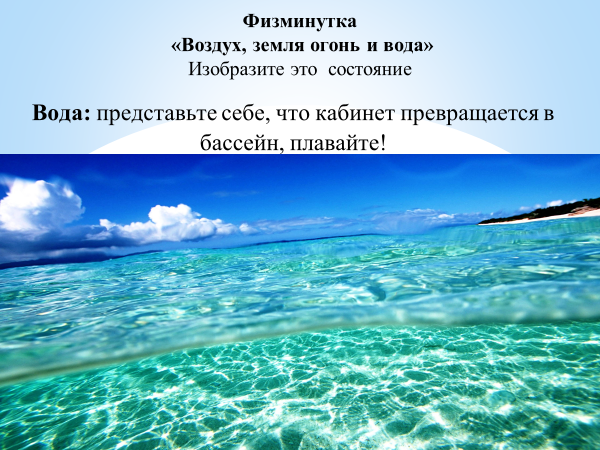 Физминутка
«Воздух, земля огонь и вода»
Изобразите это  состояние
Вода: представьте себе, что кабинет превращается в
бассейн, плавайте!